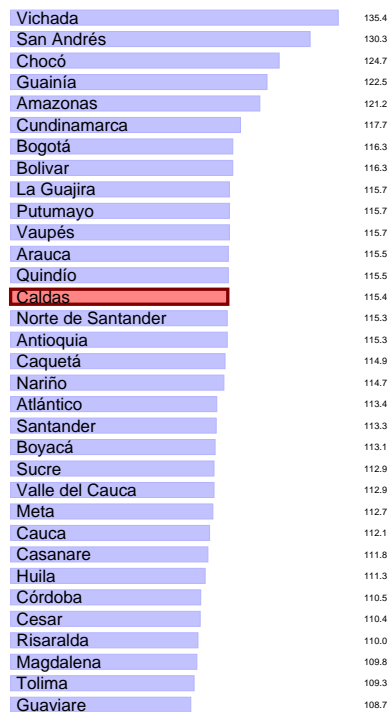 Vichada 135.4
San Andrés 130.3
Chocó 124.7
Guainía 122.5
Amazonas 121.2
Cundinamarca 117.7
Bogotá 116.3
Bolivar 116.3
La Guajira 115.7
Putumayo 115.7
Vaupés 115.7
Arauca 115.5
Quindío 115.5
Caldas 115.4
Norte de Santander 115.3
Antioquia 115.3
Caquetá 114.9
Nariño 114.7
Atlántico 113.4
Santander 113.3
Boyacá 113.1
Sucre 112.9
Valle del Cauca 112.9
Meta 112.7
Cauca 112.1
Casanare 111.8
Huila 111.3
Córdoba 110.5
Cesar 110.4
Risaralda 110.0
Magdalena 109.8
Tolima 109.3
Guaviare 108.7